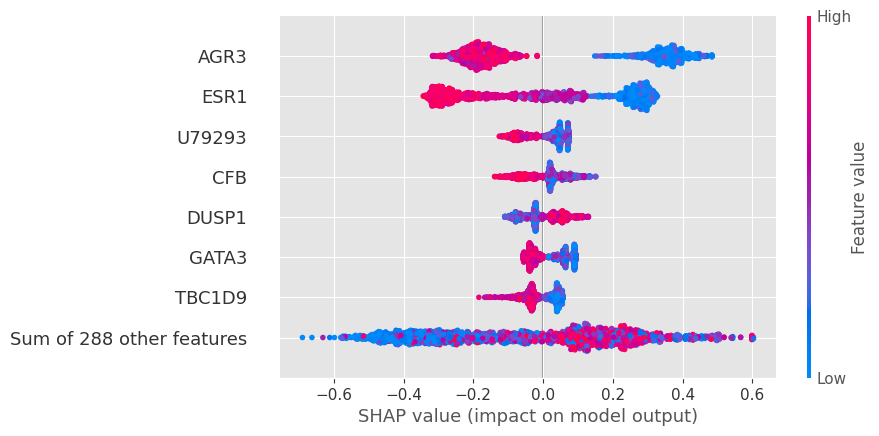 High
AGR3
ESR1
U79293
CFB
DUSP1
GATA3
TBC1D9
Sum of 288 other features
Feature value
Low
−0.6 −0.4 −0.2 0.0 0.2 0.4 0.6
SHAP value (impact on model output)